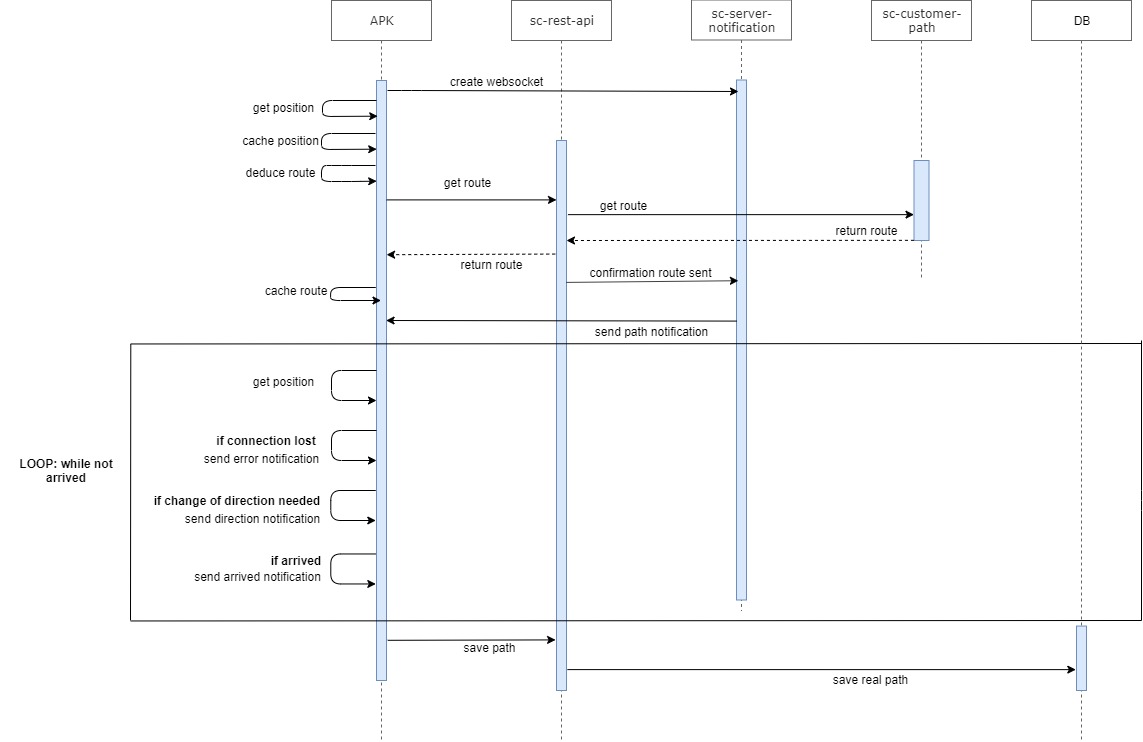 APK
sc-rest-api
sc-server-
notification
sc-customer-
path
DB
create websocket
get position
cache position
deduce route
get route
get route
return route
return route
confirmation route sent
cache route
send path notification
get position
if connection lost
send error notification
LOOP: while not
arrived
if change of direction needed
send direction notification
if arrived
send arrived notification
save path
save real path